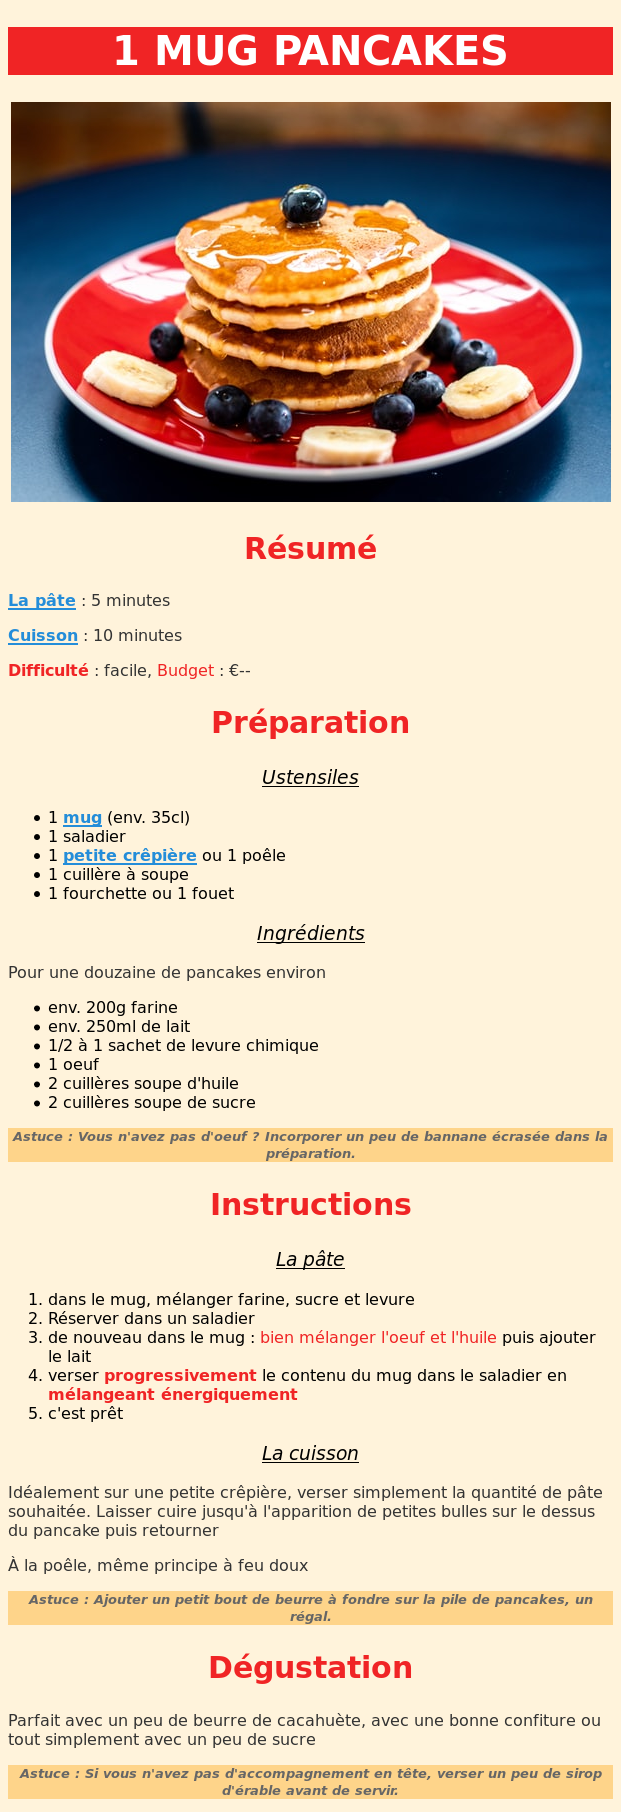 1 MUG PANCAKES
Résumé
La pâte : 5 minutes
Cuisson : 10 minutes
Difficulté : facile, Budget : €--
Préparation
Ustensiles
• 1 mug (env. 35cl)
• 1 saladier
• 1 petite crêpière ou 1 poêle
• 1 cuillère à soupe
• 1 fourchette ou 1 fouet
Ingrédients
Pour une douzaine de pancakes environ
• env. 200g farine
• env. 250ml de lait
• 1/2 à 1 sachet de levure chimique
• 1 oeuf
• 2 cuillères soupe d'huile
• 2 cuillères soupe de sucre
Astuce : Vous n'avez pas d'oeuf ? Incorporer un peu de bannane écrasée dans la
préparation.
Instructions
La pâte
1. dans le mug, mélanger farine, sucre et levure
2. Réserver dans un saladier
3. de nouveau dans le mug : bien mélanger l'oeuf et l'huile puis ajouter
le lait
4. verser progressivement le contenu du mug dans le saladier en
mélangeant énergiquement
5. c'est prêt
La cuisson
Idéalement sur une petite crêpière, verser simplement la quantité de pâte
souhaitée. Laisser cuire jusqu'à l'apparition de petites bulles sur le dessus
du pancake puis retourner
À la poêle, même principe à feu doux
Astuce : Ajouter un petit bout de beurre à fondre sur la pile de pancakes, un
régal.
Dégustation
Parfait avec un peu de beurre de cacahuète, avec une bonne confiture ou
tout simplement avec un peu de sucre
Astuce : Si vous n'avez pas d'accompagnement en tête, verser un peu de sirop
d'érable avant de servir.